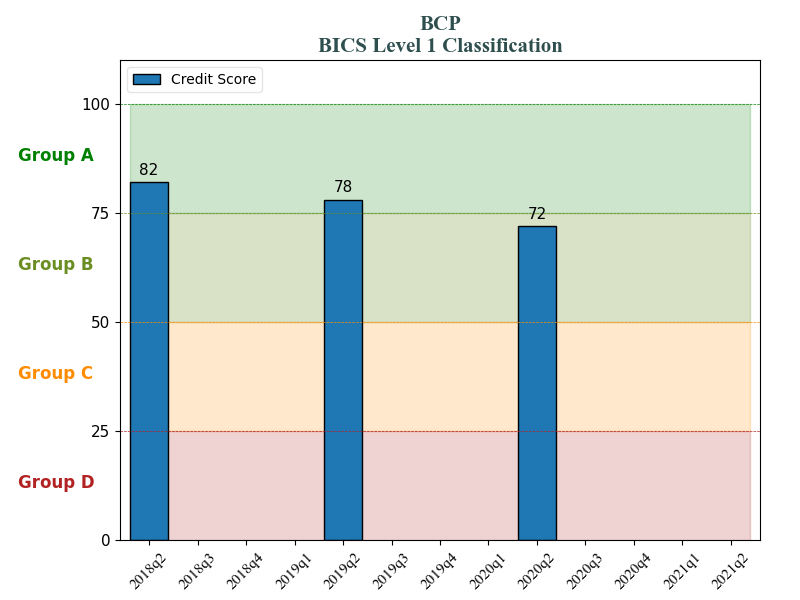 BCP
BICS Level 1 Classification
Credit Score
100
Group A
82
78
75
72
Group B
50
Group C
25
Group D
0
2018q2
2018q3
2018q4
2019q1
2019q2
2019q3
2019q4
2020q1
2020q2
2020q3
2020q4
2021q1
2021q2